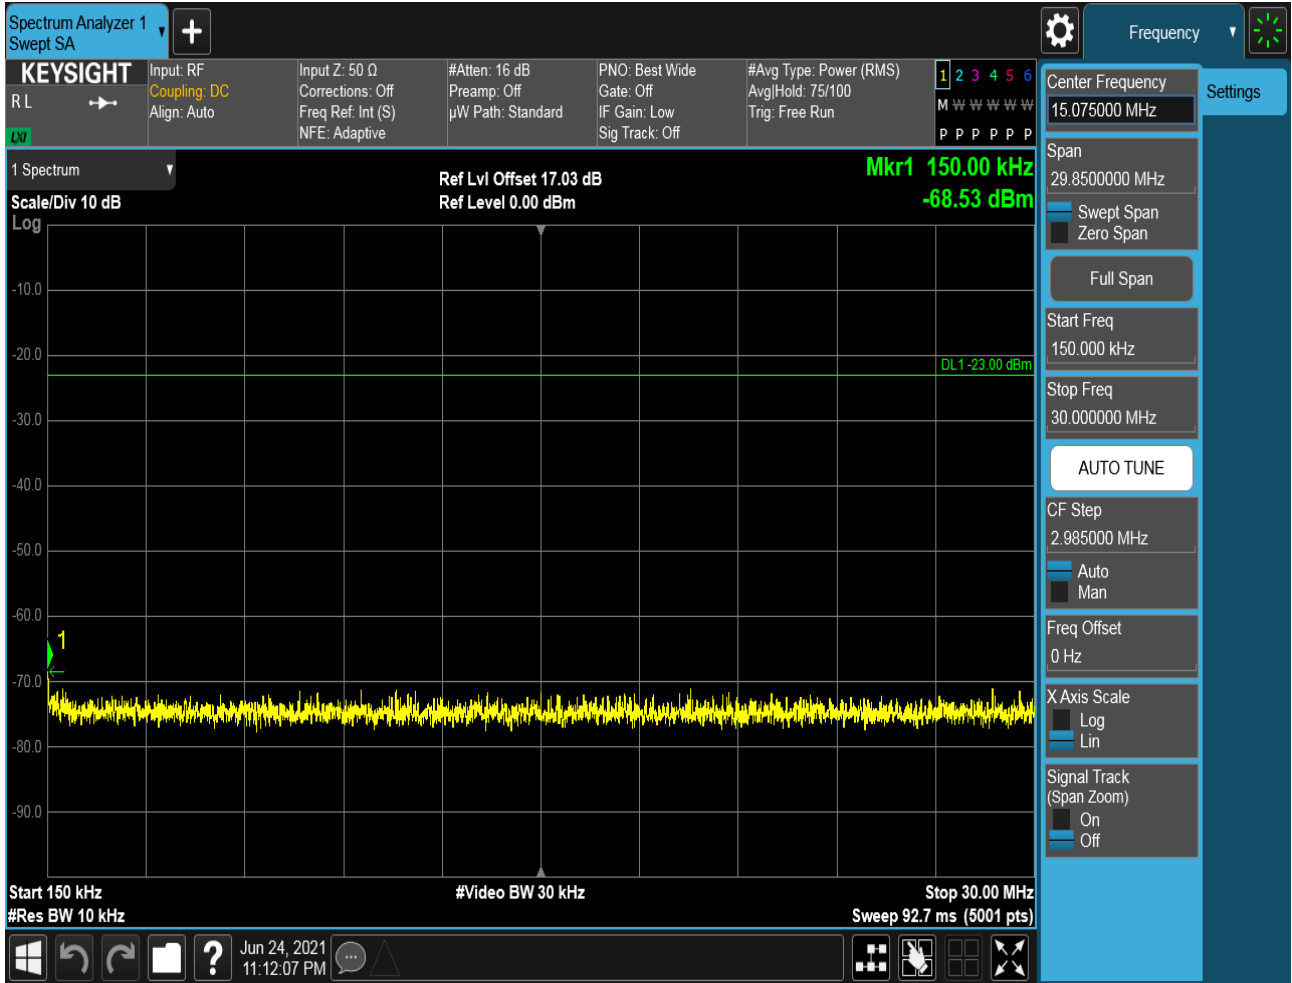 Spectrum Analyzer 1
Swept SA
Frequency
KEYSIGHT
R L
LXI
Input: RF
Coupling: DC
Align: Auto
Input Z: 50 Ω
Corrections: Off
Freq Ref: Int (S)
NFE: Adaptive
#Atten: 16 dB
Preamp: Off
µW Path: Standard
PNO: Best Wide
Gate: Off
IF Gain: Low
Sig Track: Off
#Avg Type: Power (RMS)
Avg|Hold: 75/100
Trig: Free Run
1 2 3 4 5 6
M W W W W W
P P P P P P
1 Spectrum
Scale/Div 10 dB
Log
Ref Lvl Offset 17.03 dB
Ref Level 0.00 dBm
Mkr1 150.00 kHz
-68.53 dBm
-10.0
-20.0
DL1 -23.00 dBm
-30.0
-40.0
-50.0
-60.0
1
-70.0
-80.0
-90.0
Start 150 kHz
#Res BW 10 kHz
#Video BW 30 kHz
Stop 30.00 MHz
Sweep 92.7 ms (5001 pts)
?
Jun 24, 2021
11:12:07 PM
Center Frequency
15.075000 MHz
Settings
Span
29.8500000 MHz
Swept Span
Zero Span
Full Span
Start Freq
150.000 kHz
Stop Freq
30.000000 MHz
AUTO TUNE
CF Step
2.985000 MHz
Auto
Man
Freq Offset
0 Hz
X Axis Scale
Log
Lin
Signal Track
(Span Zoom)
On
Off